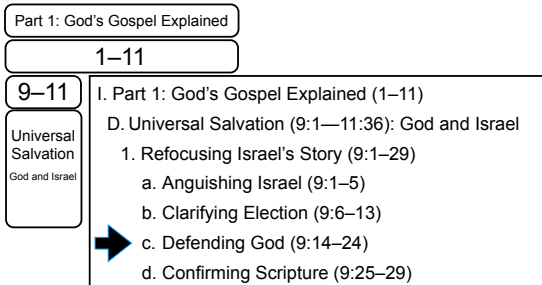 Part 1: God's Gospel Explained
1–11
9–11
Universal
Salvation
God and Israel
I. Part 1: God's Gospel Explained (1–11)
D. Universal Salvation (9:1—11:36): God and Israel
1. Refocusing Israel's Story (9:1–29)
a. Anguishing Israel (9:1–5)
b. Clarifying Election (9:6–13)
c. Defending God (9:14–24)
d. Confirming Scripture (9:25–29)